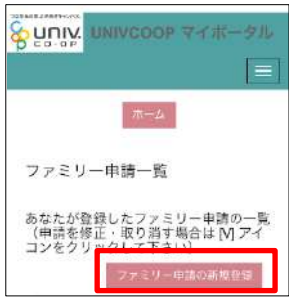 UNIV.
CO-OP
UNIVCOOP マイポータル
ホーム
ファミリー申請一覧
あなたが登録したファミリー申請の一覧
（申請を修正・取り消す場合は[V]アイ
コンをクリックして下さい）
ファミリー申請の新規登録